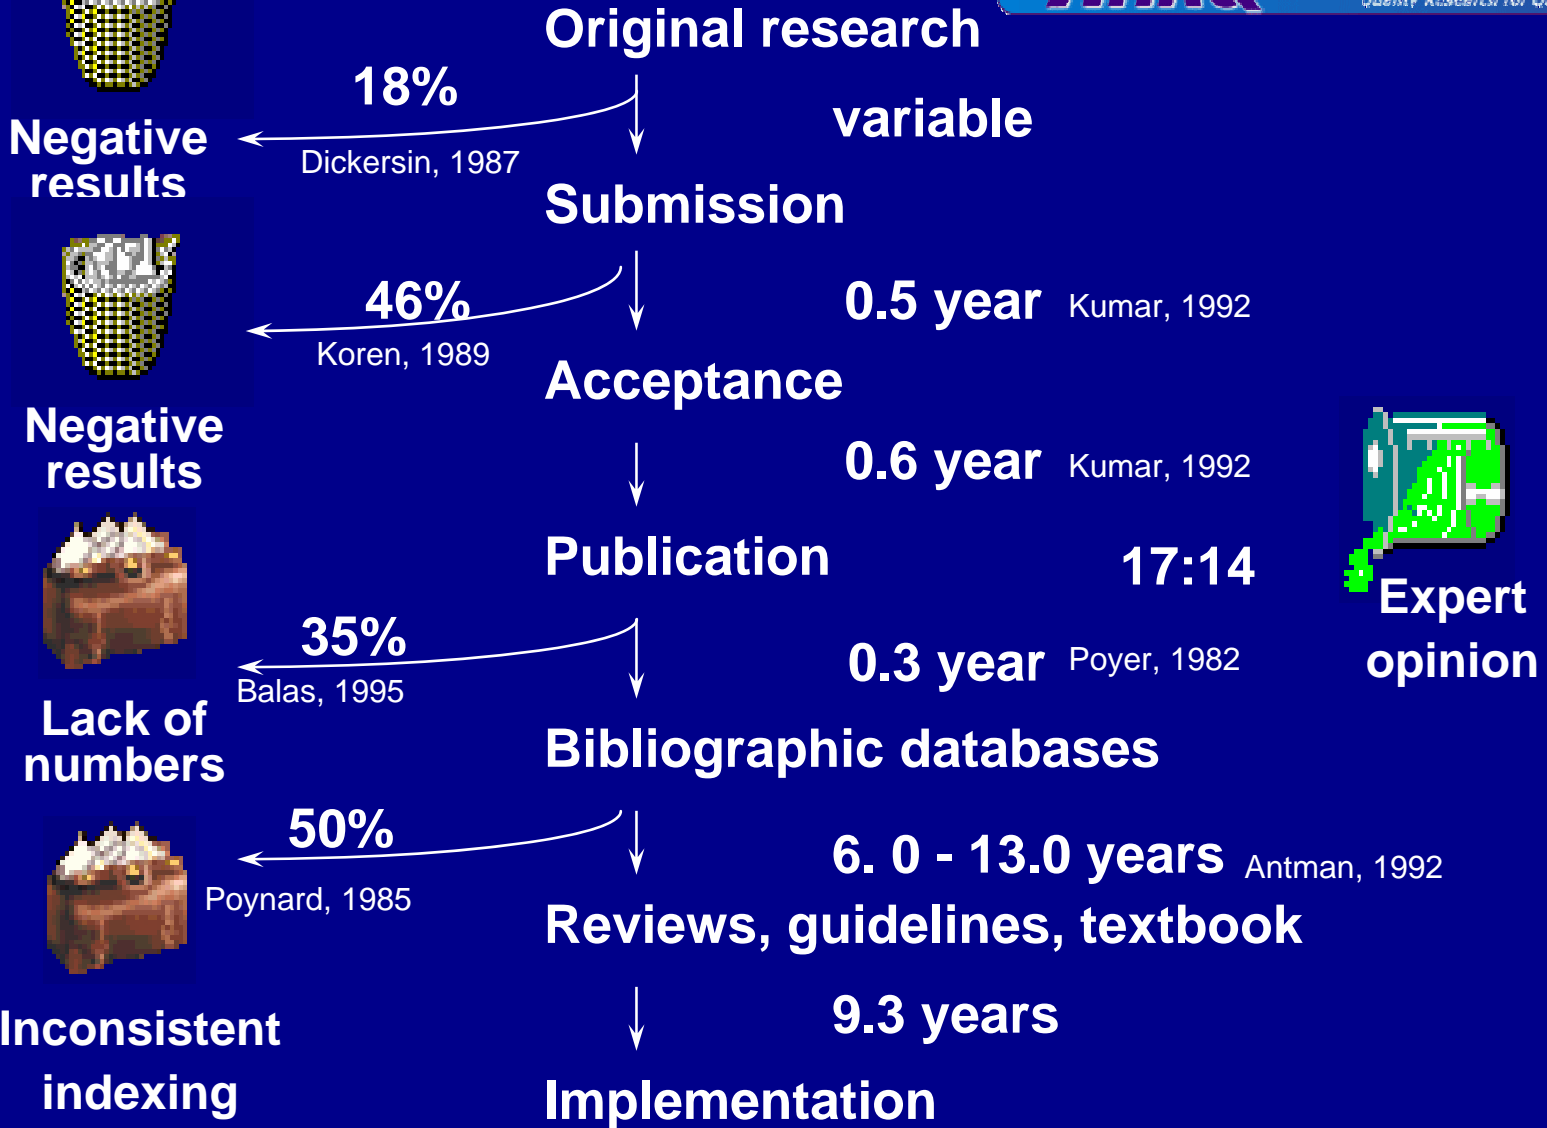 Original research
18%
variable
Negative
results
Dickersin, 1987
Submission
46%
0.5 year Kumar, 1992
Koren, 1989
Acceptance
Negative
results
0.6 year Kumar, 1992
Publication
17:14
Expert
opinion
35%
0.3 year Poyer, 1982
Balas, 1995
Lack of
numbers
Bibliographic databases
50%
6. 0 - 13.0 years Antman, 1992
Poynard, 1985
Reviews, guidelines, textbook
9.3 years
Inconsistent
indexing
Implementation